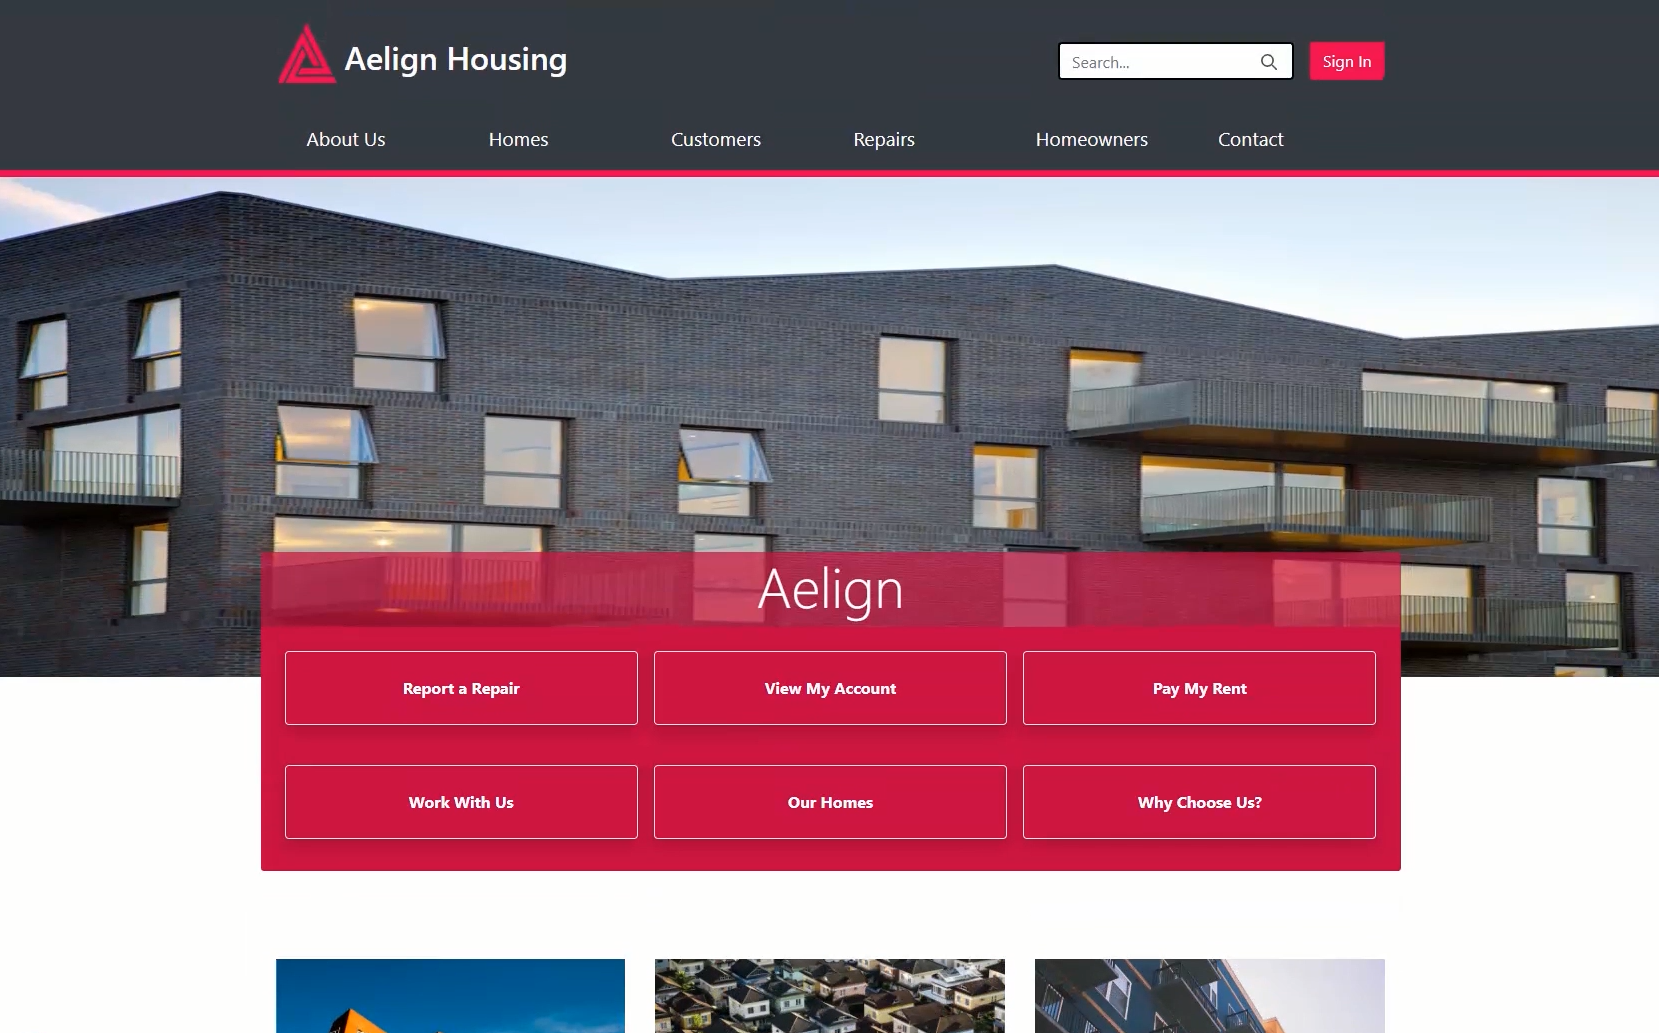 Aelign Housing
Search...
Sign In
About Us
Homes
Customers
Repairs
Homeowners
Contact
Aelign
Report a Repair
View My Account
Pay My Rent
Work With Us
Our Homes
Why Choose Us?